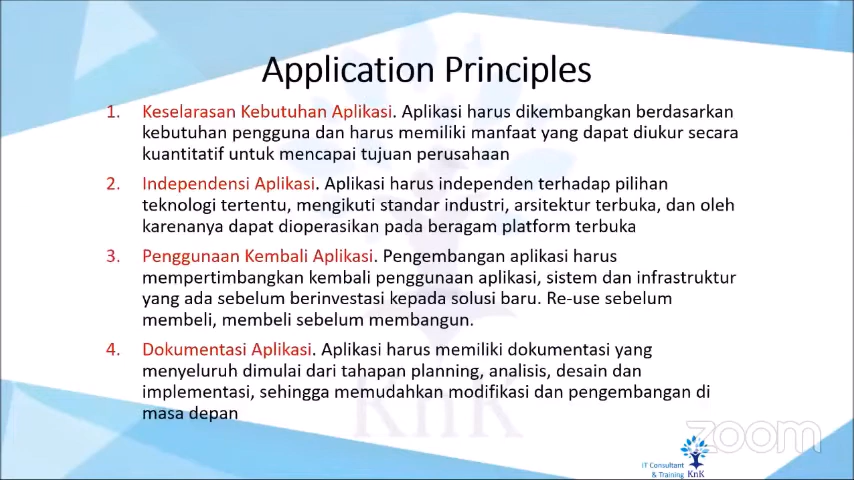 Application Principles
1. Keselarasan Kebutuhan Aplikasi. Aplikasi harus dikembangkan berdasarkan
kebutuhan pengguna dan harus memiliki manfaat yang dapat diukur secara
kuantitatif untuk mencapai tujuan perusahaan
2. Independensi Aplikasi. Aplikasi harus independen terhadap pilihan
teknologi tertentu, mengikuti standar industri, arsitektur terbuka, dan oleh
karenanya dapat dioperasikan pada beragam platform terbuka
3. Penggunaan Kembali Aplikasi. Pengembangan aplikasi harus
mempertimbangkan kembali penggunaan aplikasi, sistem dan infrastruktur
yang ada sebelum berinvestasi kepada solusi baru. Re-use sebelum
membeli, membeli sebelum membangun.
4. Dokumentasi Aplikasi. Aplikasi harus memiliki dokumentasi yang
menyeluruh dimulai dari tahapan planning, analisis, desain dan
implementasi, sehingga memudahkan modifikasi dan pengembangan di
masa depan
KnK
zoom
IT Consultant
& Training KnK